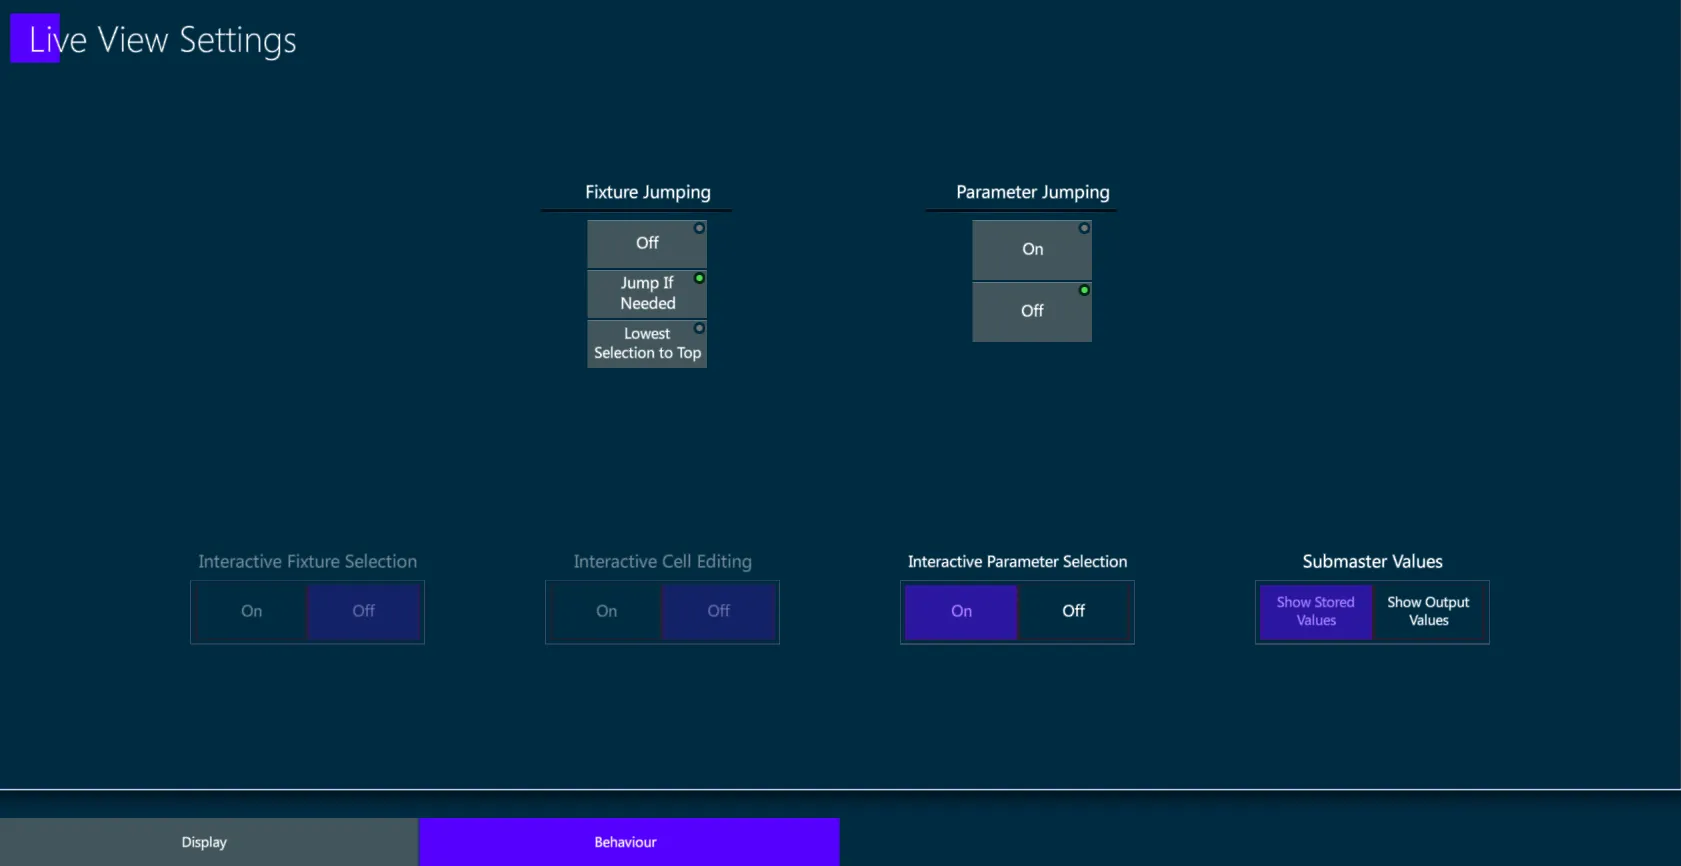 Live View Settings
Fixture Jumping
Parameter Jumping
Off
Jump If
Needed
Lowest
Selection to Top
On
Off
Interactive Fixture Selection
On
Off
Interactive Cell Editing
On
Off
Interactive Parameter Selection
On
Off
Submaster Values
Show Stored
Values
Show Output
Values
Display
Behaviour